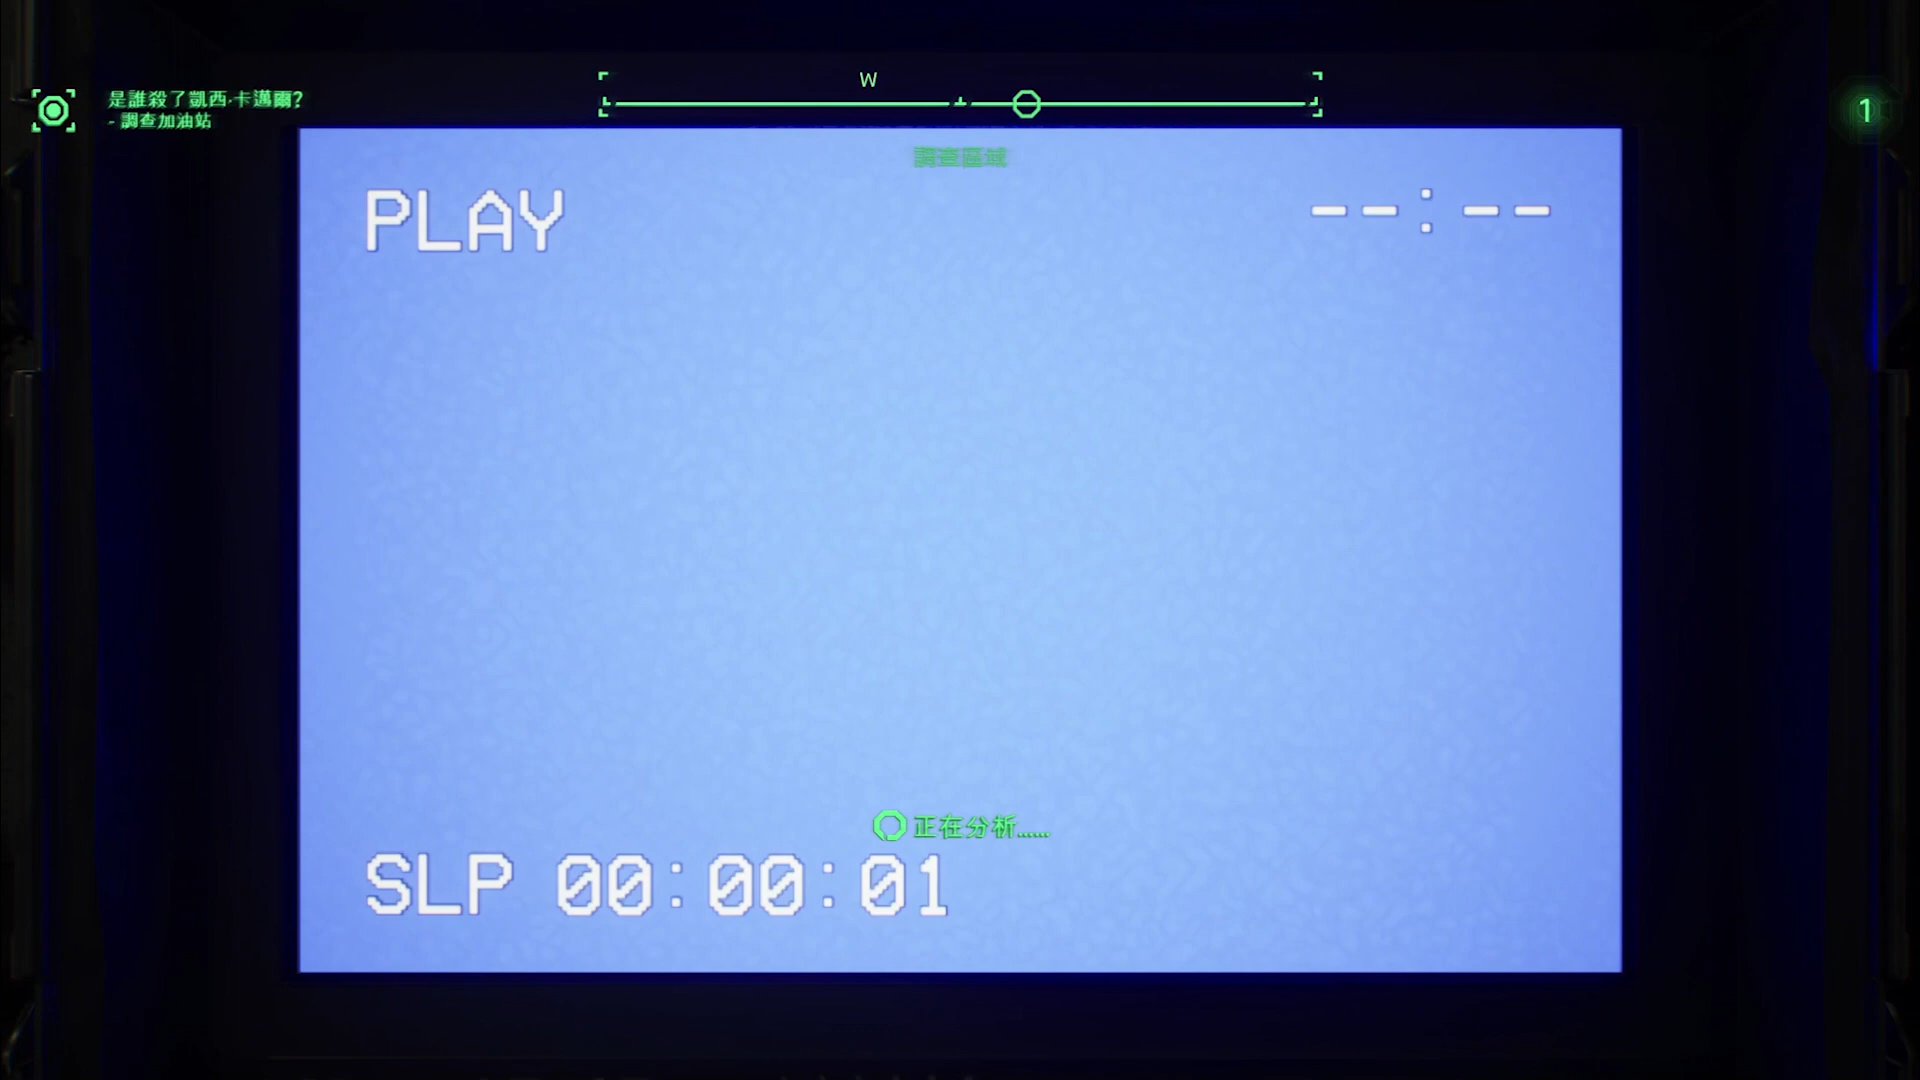 W
是誰殺了凱西·卡邁爾?
- 調查加油站
1
調查區域
PLAY
--:--
正在分析……
SLP 00:00:01